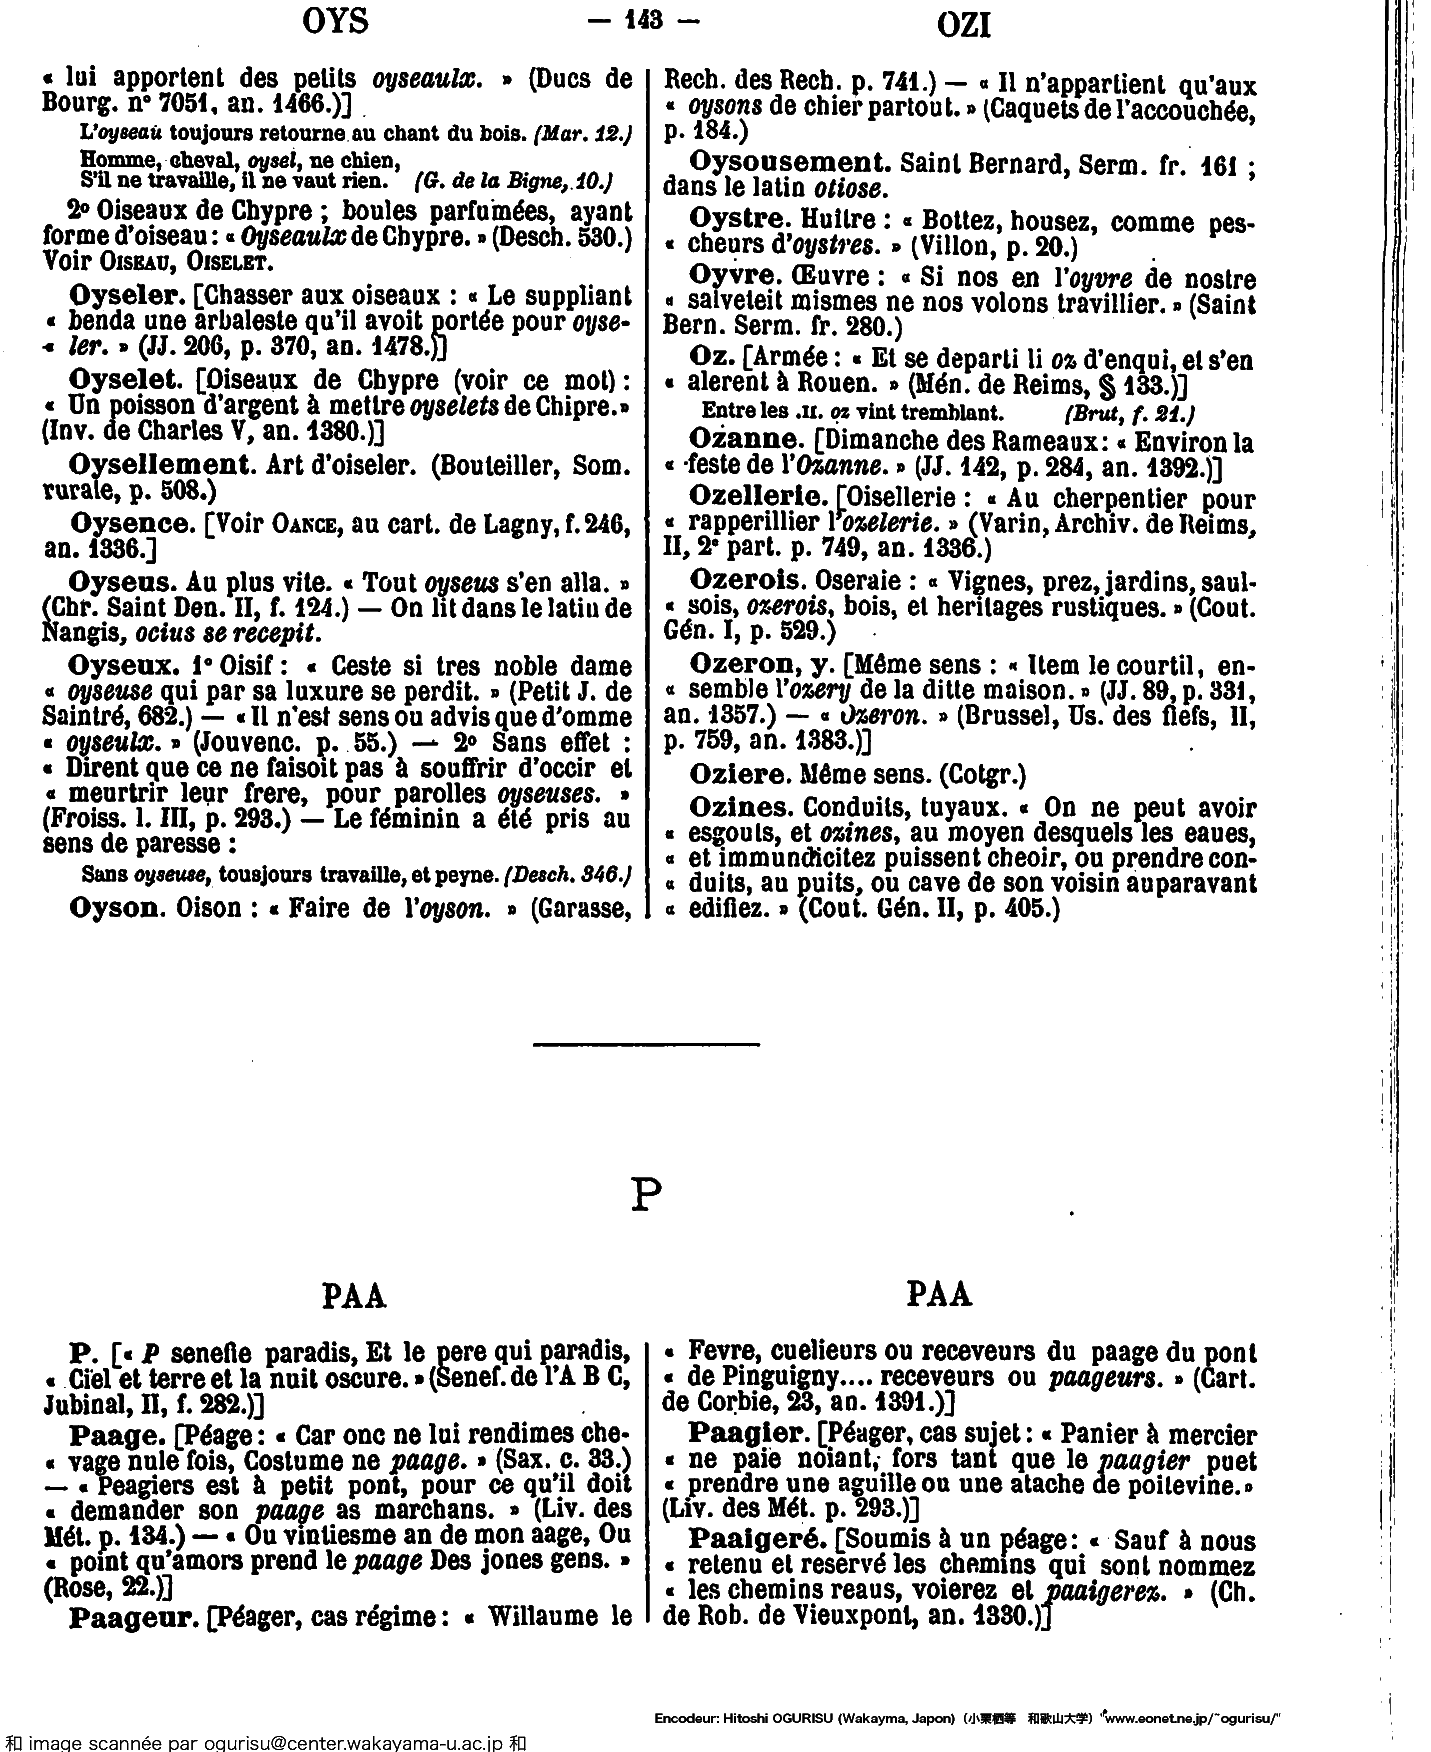 OYS — 143 — OZI
« lui apportent des petits oyseaulx. » (Ducs de
Bourg. n° 7051, an. 1466.)]
L'oyseau toujours retourne au chant du bois. (Mar. 12.)
Homme, cheval, oysel, ne chien,
S'il ne travaille, il ne vaut rien. (G. de la Bigne, 10.)
2° Oiseaux de Chypre ; boules parfumées, ayant
forme d'oiseau : « Oyseaulx de Chypre. » (Desch. 530.)
Voir OISEAU, OISELET.
Oyseler. [Chasser aux oiseaux : « Le suppliant
« benda une arbaleste qu'il avoit portée pour oyse-
« ler. » (JJ. 206, p. 370, an. 1478.)]
Oyselet. [Oiseaux de Chypre (voir ce mot) :
« Un poisson d'argent à mettre oyselets de Chipre.»
(Inv. de Charles V, an. 1380.)]
Oysellement. Art d'oiseler. (Bouteiller, Som.
rurale, p. 508.)
Oysence. [Voir OANCE, au cart. de Lagny, f. 246,
an. 1336.]
Oyseus. Au plus vite. « Tout oyseus s'en alla. »
(Chr. Saint Den. II, f. 124.) — On lit dans le latin de
Nangis, ocius se recepit.
Oyseux. 1° Oisif : « Ceste si tres noble dame
« oyseuse qui par sa luxure se perdit. » (Petit J. de
Saintré, 682.) — « Il n'est sens ou advis que d'omme
« oyseulx. » (Jouvenc. p. 55.) — 2° Sans effet :
« Dirent que ce ne faisoit pas à souffrir d'occir et
« meurtrir leur frere, pour parolles oyseuses. »
(Froiss. l. III, p. 293.) — Le féminin a été pris au
sens de paresse :
Sans oyseuse, tousjours travaille, et peyne. (Desch. 346.)
Oyson. Oison : « Faire de l'oyson. » (Garasse,
Rech. des Rech. p. 741.) — « Il n'appartient qu'aux
« oysons de chier partout. » (Caquets de l'accouchée,
p. 184.)
Oysousement. Saint Bernard, Serm. fr. 161 ;
dans le latin otiose.
Oystre. Huitre : « Bottez, housez, comme pes-
« cheurs d'oystres. » (Villon, p. 20.)
Oyvre. Œuvre : « Si nos en l'oyvre de nostre
« salveteit mismes ne nos volons travillier. » (Saint
Bern. Serm. fr. 280.)
Oz. [Armée : « Et se departi li oz d'enqui, et s'en
« alerent à Rouen. » (Mén. de Reims, § 133.)]
Entre les .II. oz vint tremblant. (Brut, f. 21.)
Ozanne. [Dimanche des Rameaux : « Environ la
« feste de l'Ozanne. » (JJ. 142, p. 284, an. 1392.)]
Ozellerie. [Oisellerie : « Au cherpentier pour
« rapperillier l'ozelerie. » (Varin, Archiv. de Reims,
II, 2e part. p. 749, an. 1336.)
Ozerois. Oseraie : « Vignes, prez, jardins, saul-
« sois, ozerois, bois, et heritages rustiques. » (Cout.
Gén. I, p. 529.)
Ozeron, y. [Même sens : « Item le courtil, en-
« semble l'ozery de la ditte maison. » (JJ. 89, p. 331,
an. 1357.) — « Ozeron. » (Brussel, Us. des fiefs, II,
p. 759, an. 1383.)]
Oziere. Même sens. (Cotgr.)
Ozines. Conduits, tuyaux. « On ne peut avoir
« esgouts, et ozines, au moyen desquels les eaues,
« et immundicitez puissent cheoir, ou prendre con-
« duits, au puits, ou cave de son voisin auparavant
« edifiez. » (Cout. Gén. II, p. 405.)
P
PAA PAA
P. [« P senefie paradis, Et le pere qui paradis,
« Ciel et terre et la nuit oscure. » (Senef. de l'A B C,
Jubinal, II, f. 282.)]
Paage. [Péage : « Car onc ne lui rendimes che-
« vage nule fois, Costume ne paage. » (Sax. c. 33.)
— « Peagiers est à petit pont, pour ce qu'il doit
« demander son paage as marchans. » (Liv. des
Mét. p. 134.) — « Ou vintiesme an de mon aage, Ou
« point qu'amors prend le paage Des jones gens. »
(Rose, 22.)]
Paageur. [Péager, cas régime : « Willaume le
« Fevre, cuelieurs ou receveurs du paage du pont
« de Pinguigny.... receveurs ou paageurs. » (Cart.
de Corbie, 23, an. 1391.)]
Paagier. [Péager, cas sujet : « Panier à mercier
« ne paie noiant, fors tant que le paagier puet
« prendre une aguille ou une atache de poitevine.»
(Liv. des Mét. p. 293.)]
Paaigeré. [Soumis à un péage : « Sauf à nous
« retenu et reservé les chemins qui sont nommez
« les chemins reaus, voierez et paaigerez. » (Ch.
de Rob. de Vieuxpont, an. 1330.)]
Encodeur: Hitoshi OGURISU (Wakayma, Japon) (小栗栖等 和歌山大学) "www.eonet.ne.jp/~ogurisu/"
和 image scannée par ogurisu@center.wakayama-u.ac.jp 和